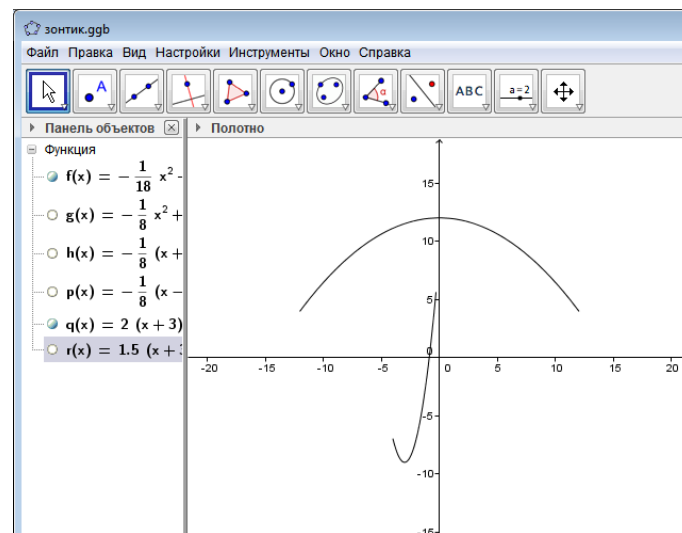 зонтик.ggb
Файл Правка Вид Настройки Инструменты Окно Справка
A α ABC a=2
Панель объектов
Полотно
Функция
f(x) = − 1/18 x² -
g(x) = − 1/8 x² +
h(x) = − 1/8 (x +
p(x) = − 1/8 (x −
q(x) = 2 (x + 3)
r(x) = 1.5 (x +
15
10
5
0
-20 -15 -10 -5 0 5 10 15 20
-5
-10
-15